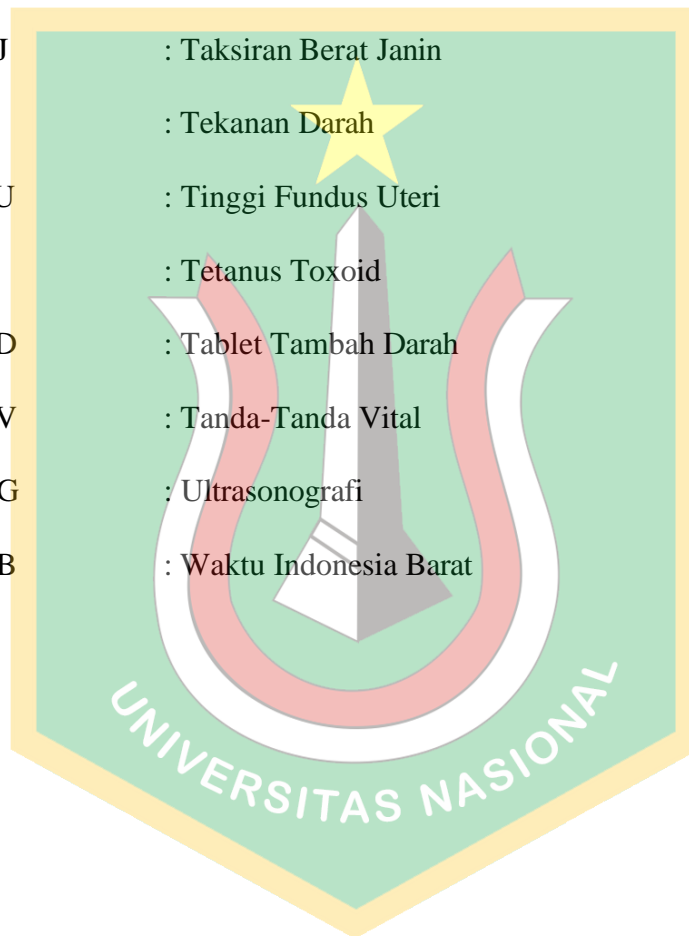 J : Taksiran Berat Janin
: Tekanan Darah
U : Tinggi Fundus Uteri
: Tetanus Toxoid
D : Tablet Tambah Darah
V : Tanda-Tanda Vital
G : Ultrasonografi
B : Waktu Indonesia Barat
UNIVERSITAS NASIONAL